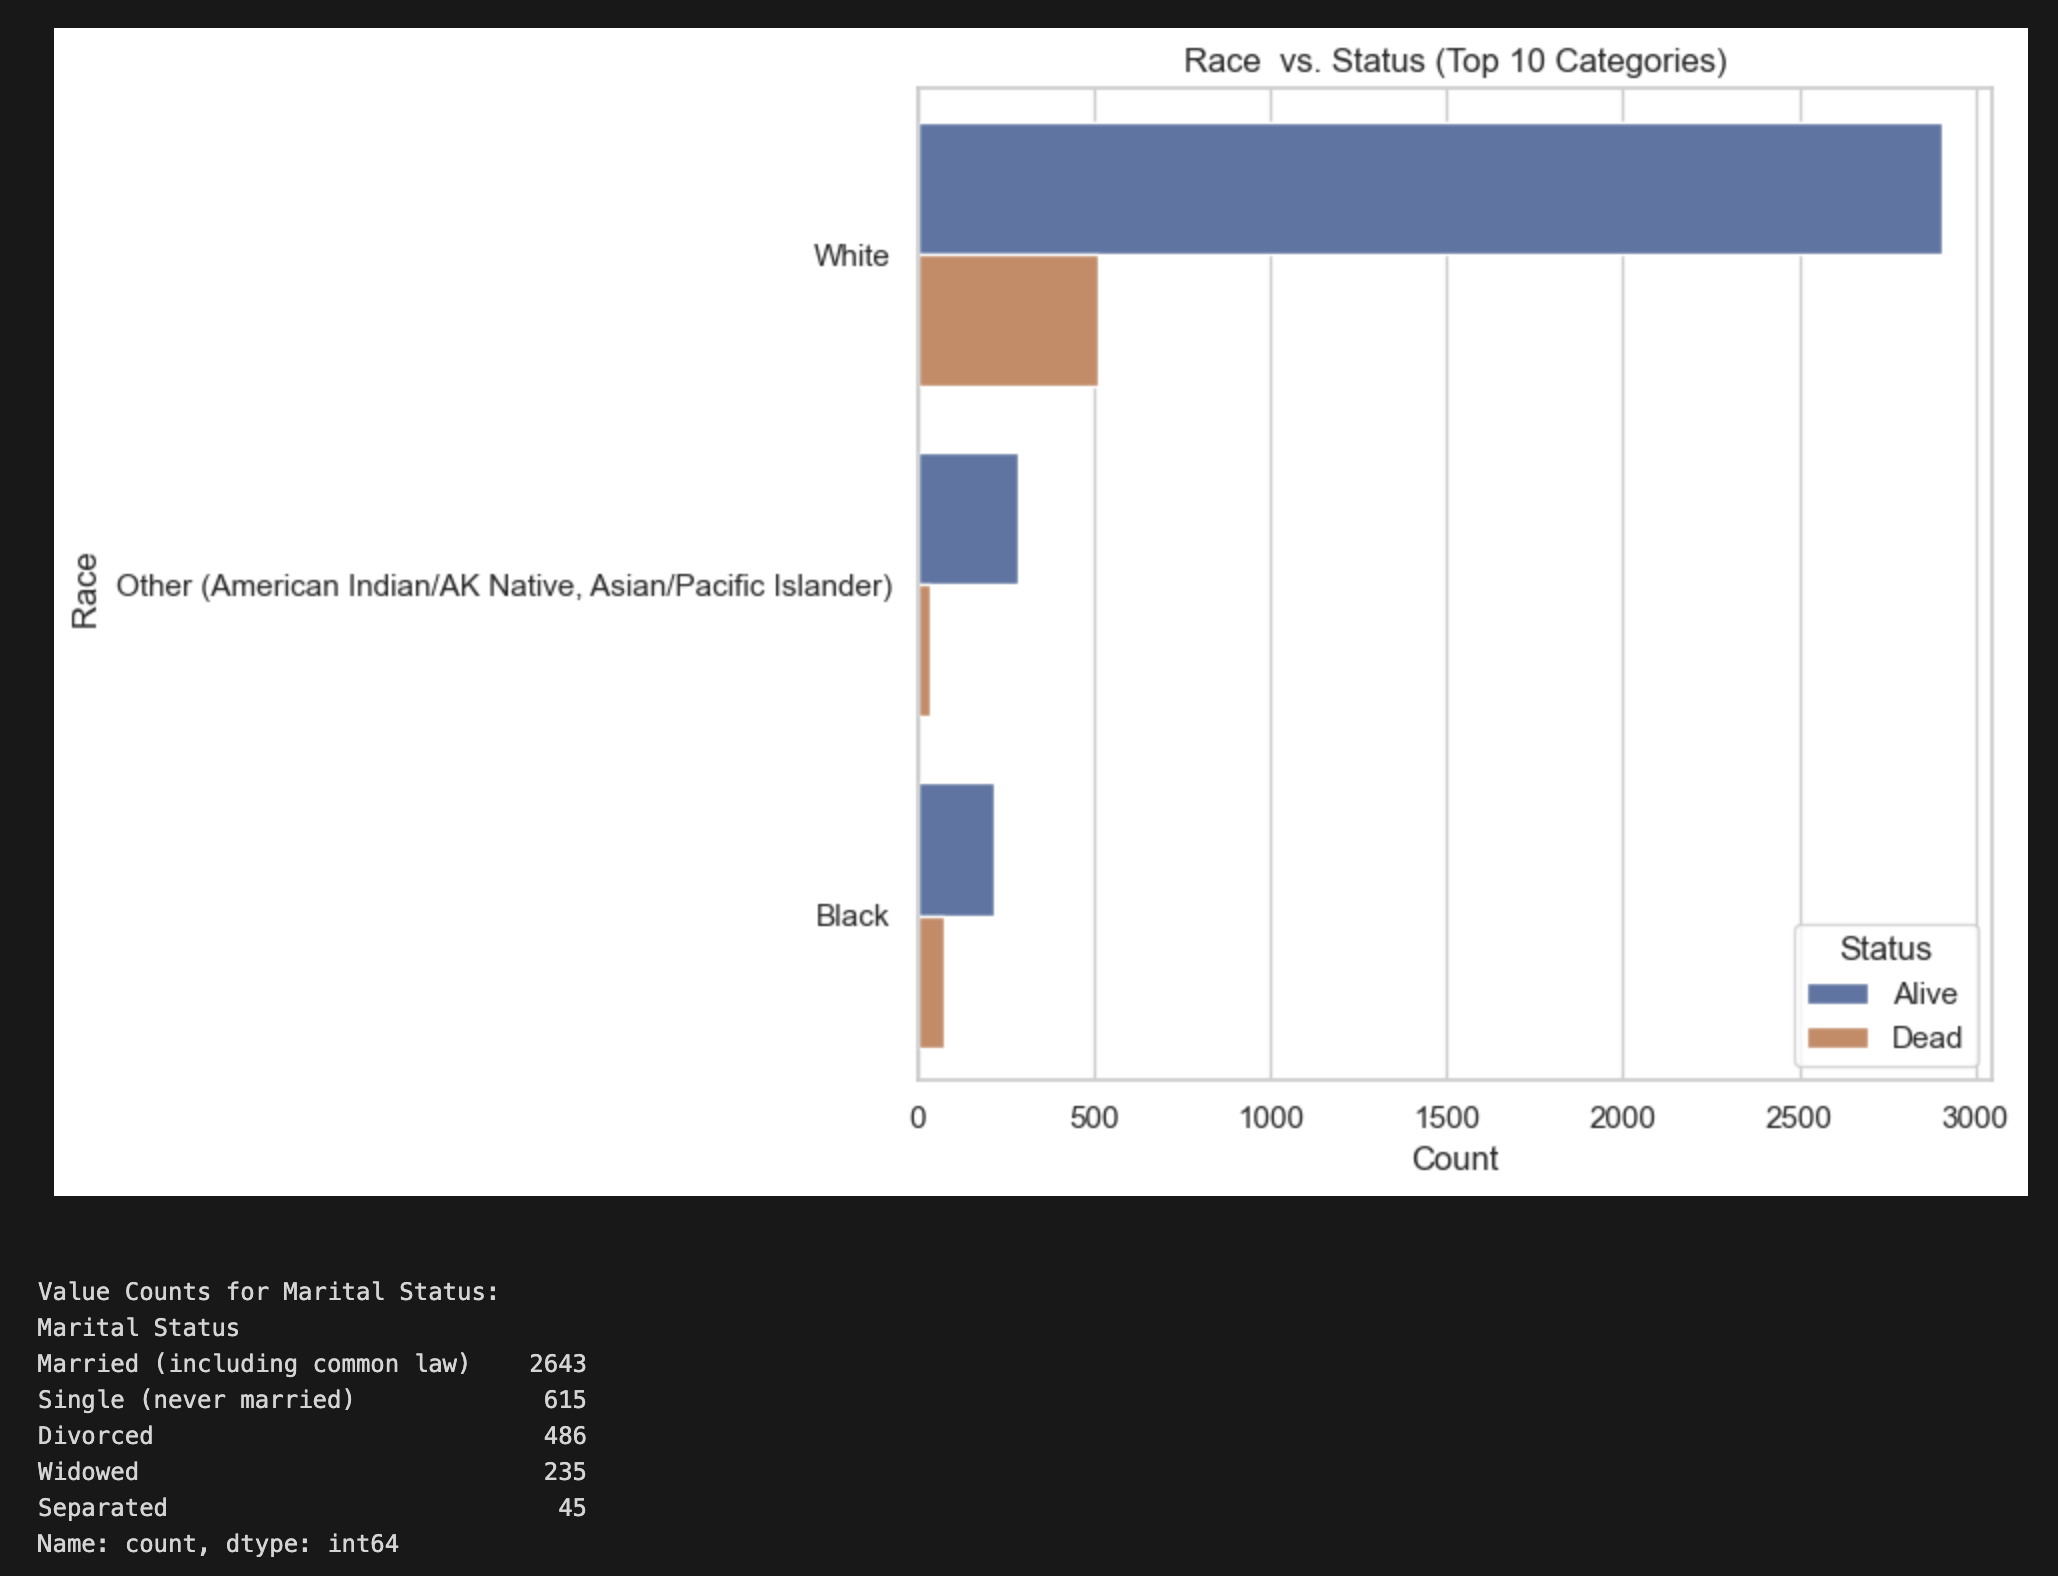 Race  vs. Status (Top 10 Categories)
White
Race
Other (American Indian/AK Native, Asian/Pacific Islander)
Black
Status
Alive
Dead
0 500 1000 1500 2000 2500 3000
Count
Value Counts for Marital Status:
Marital Status
Married (including common law)    2643
Single (never married)             615
Divorced                           486
Widowed                            235
Separated                           45
Name: count, dtype: int64